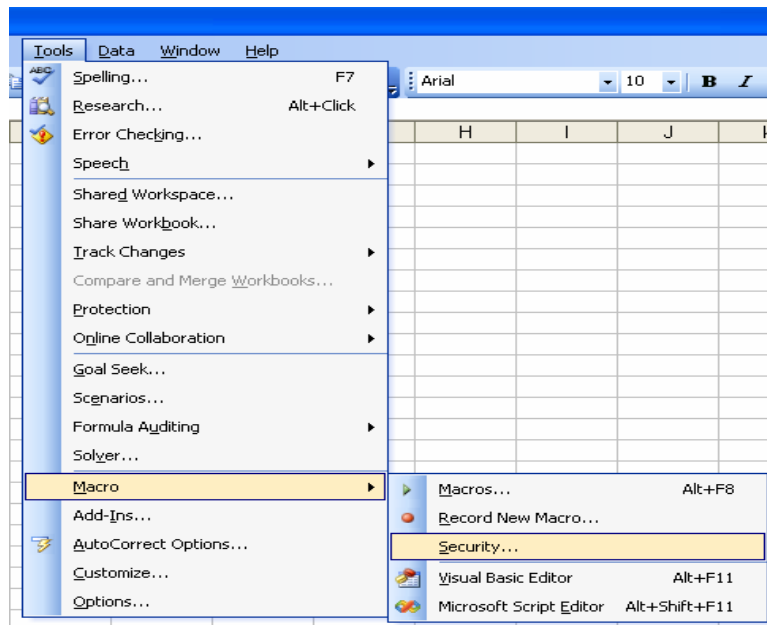 Tools Data Window Help
Arial 10 B I
H I J
ABC Spelling... F7
Research... Alt+Click
Error Checking...
Speech
Shared Workspace...
Share Workbook...
Track Changes
Compare and Merge Workbooks...
Protection
Online Collaboration
Goal Seek...
Scenarios...
Formula Auditing
Solver...
Macro
Add-Ins...
AutoCorrect Options...
Customize...
Options...
Macros... Alt+F8
Record New Macro...
Security...
Visual Basic Editor Alt+F11
Microsoft Script Editor Alt+Shift+F11